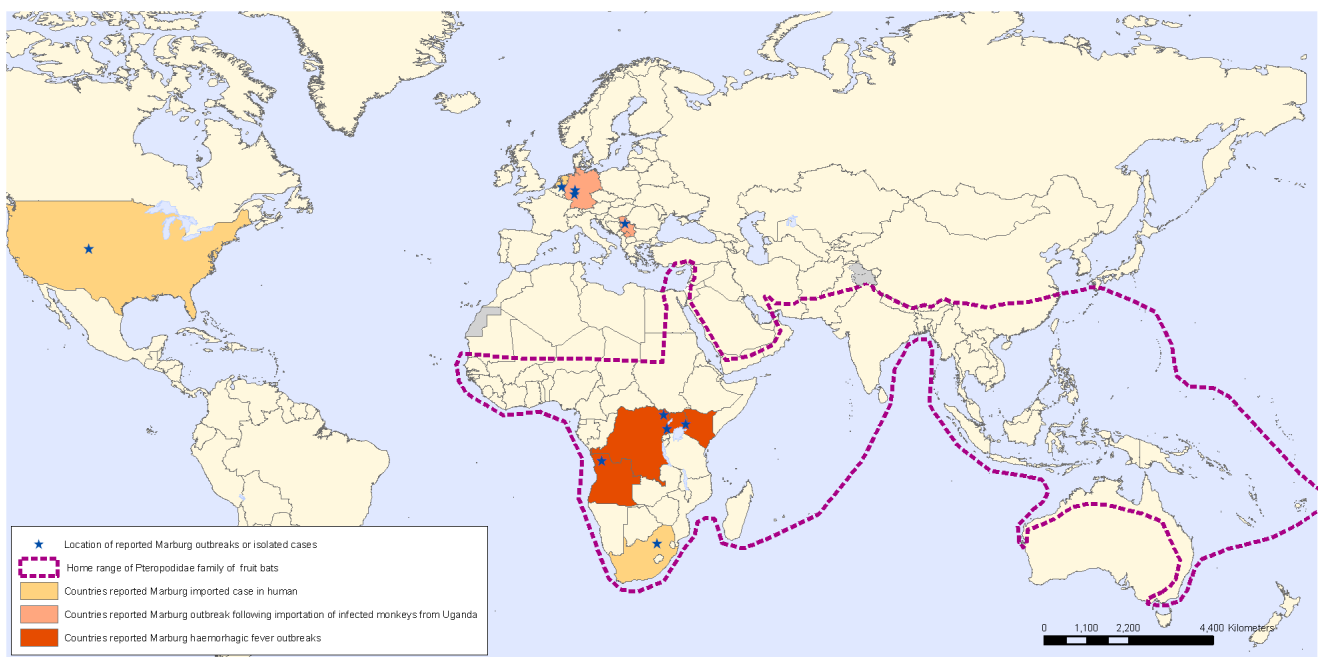 Location of reported Marburg outbreaks or isolated cases
Home range of Pteropodidae family of fruit bats
Countries reported Marburg imported case in human
Countries reported Marburg outbreak following importation of infected monkeys from Uganda
Countries reported Marburg haemorhagic fever outbreaks
0 1,100 2,200 4,400 Kilometers